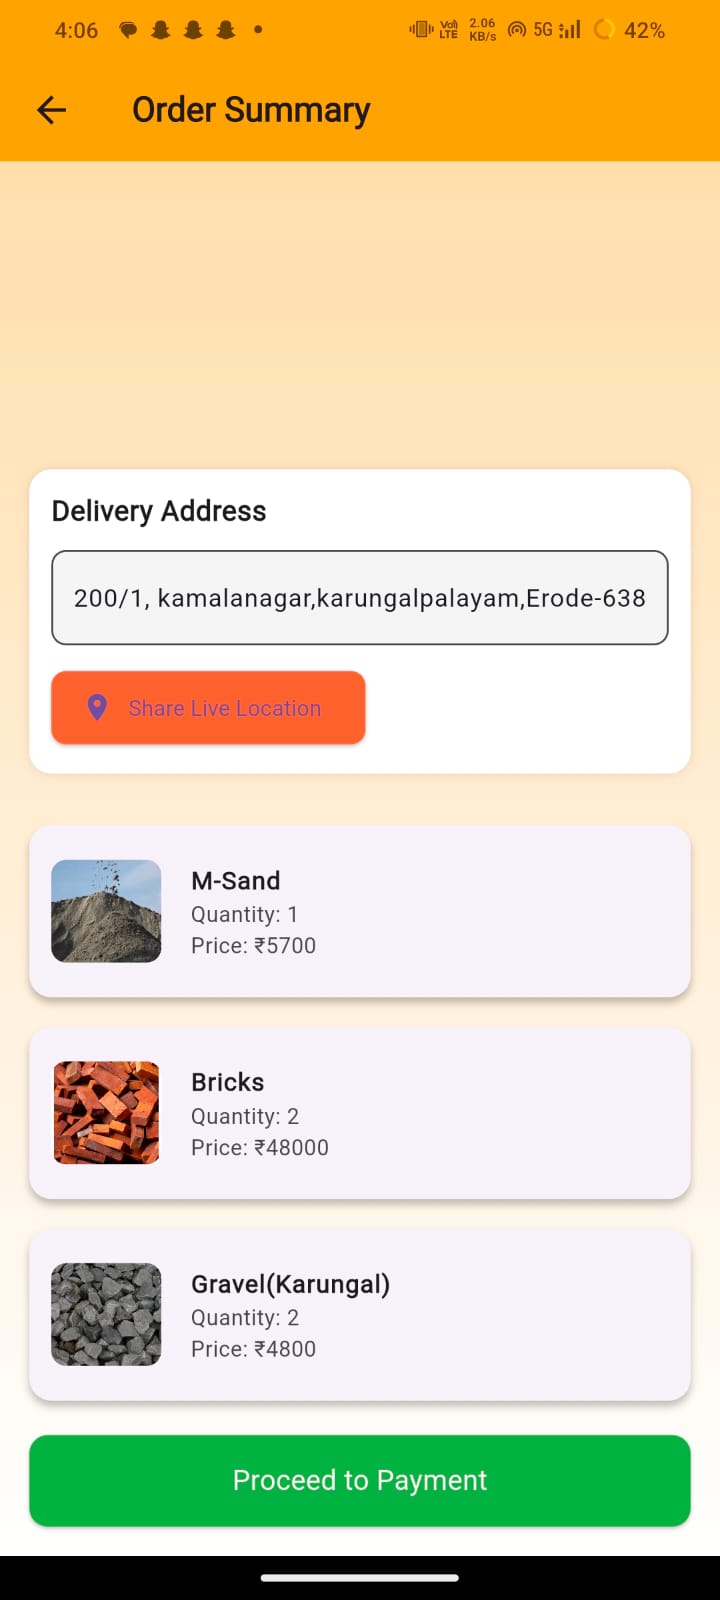 4:06
VoI) LTE 2.06 KB/s 5G 42%
Order Summary
Delivery Address
200/1, kamalanagar,karungalpalayam,Erode-638
Share Live Location
M-Sand
Quantity: 1
Price: ₹5700
Bricks
Quantity: 2
Price: ₹48000
Gravel(Karungal)
Quantity: 2
Price: ₹4800
Proceed to Payment